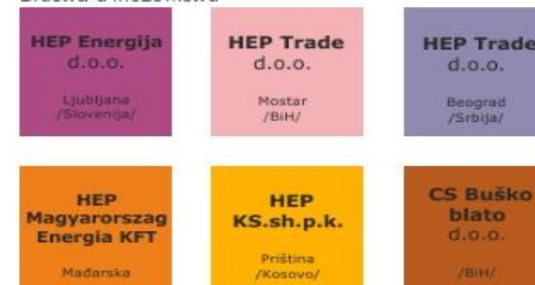 HEP Energija
d.o.o.
Ljubljana
/Slovenija/
HEP Trade
d.o.o.
Mostar
/BiH/
HEP Trade
d.o.o.
Beograd
/Srbija/
HEP
Magyarorszag
Energia KFT
Mađarska
HEP
KS.sh.p.k.
Priština
/Kosovo/
CS Buško
blato
d.o.o.
/BiH/